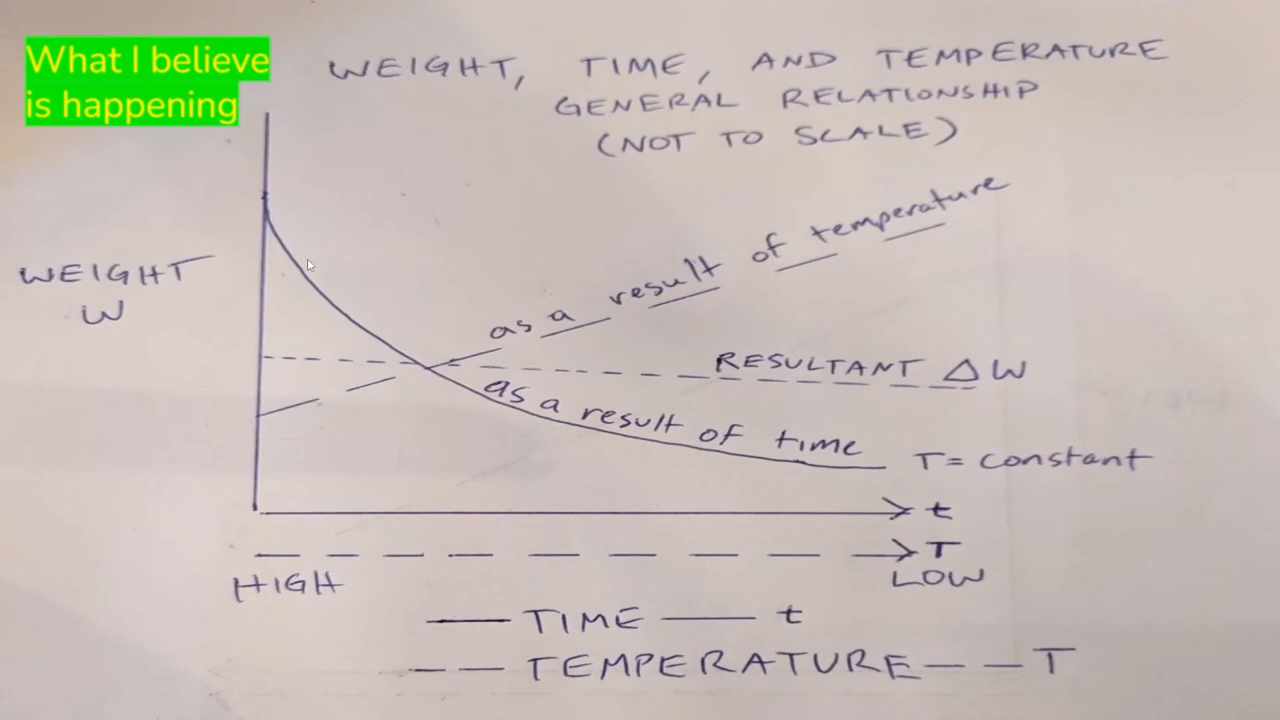 What I believe
is happening
WEIGHT, TIME, AND TEMPERATURE
GENERAL RELATIONSHIP
(NOT TO SCALE)
as a result of temperature
WEIGHT
W
RESULTANT ΔW
as a result of time
T = constant
t
T
HIGH
LOW
TIME t
TEMPERATURE T